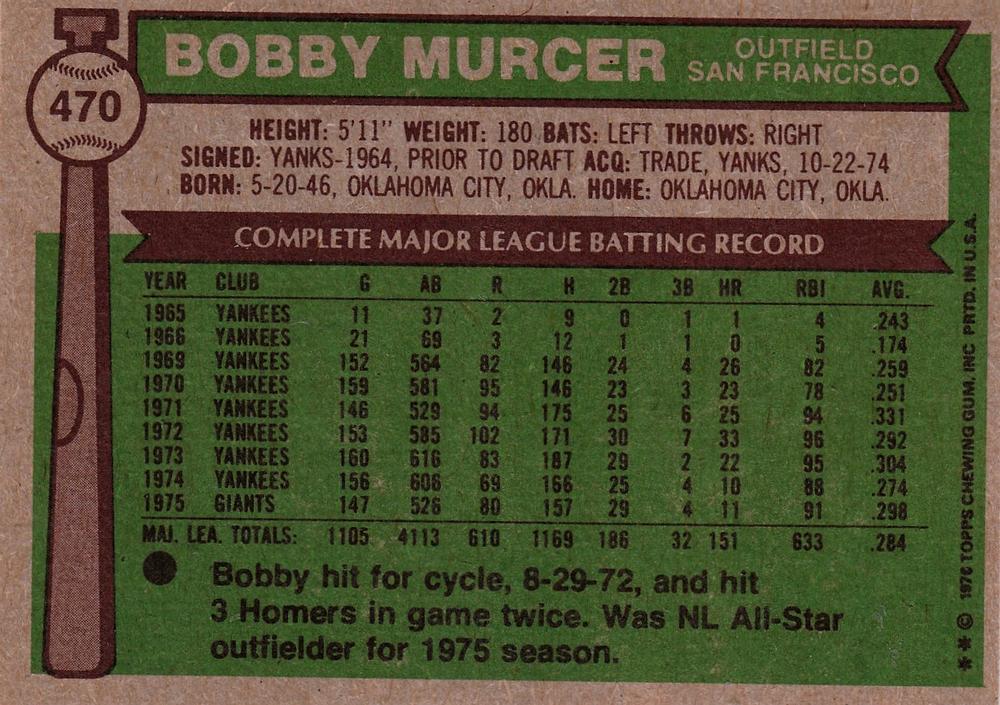 470
BOBBY MURCER
OUTFIELD
SAN FRANCISCO
HEIGHT: 5'11" WEIGHT: 180 BATS: LEFT THROWS: RIGHT
SIGNED: YANKS-1964, PRIOR TO DRAFT ACQ: TRADE, YANKS, 10-22-74
BORN: 5-20-46, OKLAHOMA CITY, OKLA. HOME: OKLAHOMA CITY, OKLA.
COMPLETE MAJOR LEAGUE BATTING RECORD
YEAR CLUB G AB R H 2B 3B HR RBI AVG.
1965 YANKEES 11 37 2 9 0 1 1 4 .243
1966 YANKEES 21 69 3 12 1 1 0 5 .174
1969 YANKEES 152 564 82 146 24 4 26 82 .259
1970 YANKEES 159 581 95 146 23 3 23 78 .251
1971 YANKEES 146 529 94 175 25 6 25 94 .331
1972 YANKEES 153 585 102 171 30 7 33 96 .292
1973 YANKEES 160 616 83 187 29 2 22 95 .304
1974 YANKEES 156 606 69 166 25 4 10 88 .274
1975 GIANTS 147 526 80 157 29 4 11 91 .298
MAJ. LEA. TOTALS: 1105 4113 610 1169 186 32 151 633 .284
Bobby hit for cycle, 8-29-72, and hit
3 Homers in game twice. Was NL All-Star
outfielder for 1975 season.
** © 1976 TOPPS CHEWING GUM, INC PRTD. IN U.S.A.